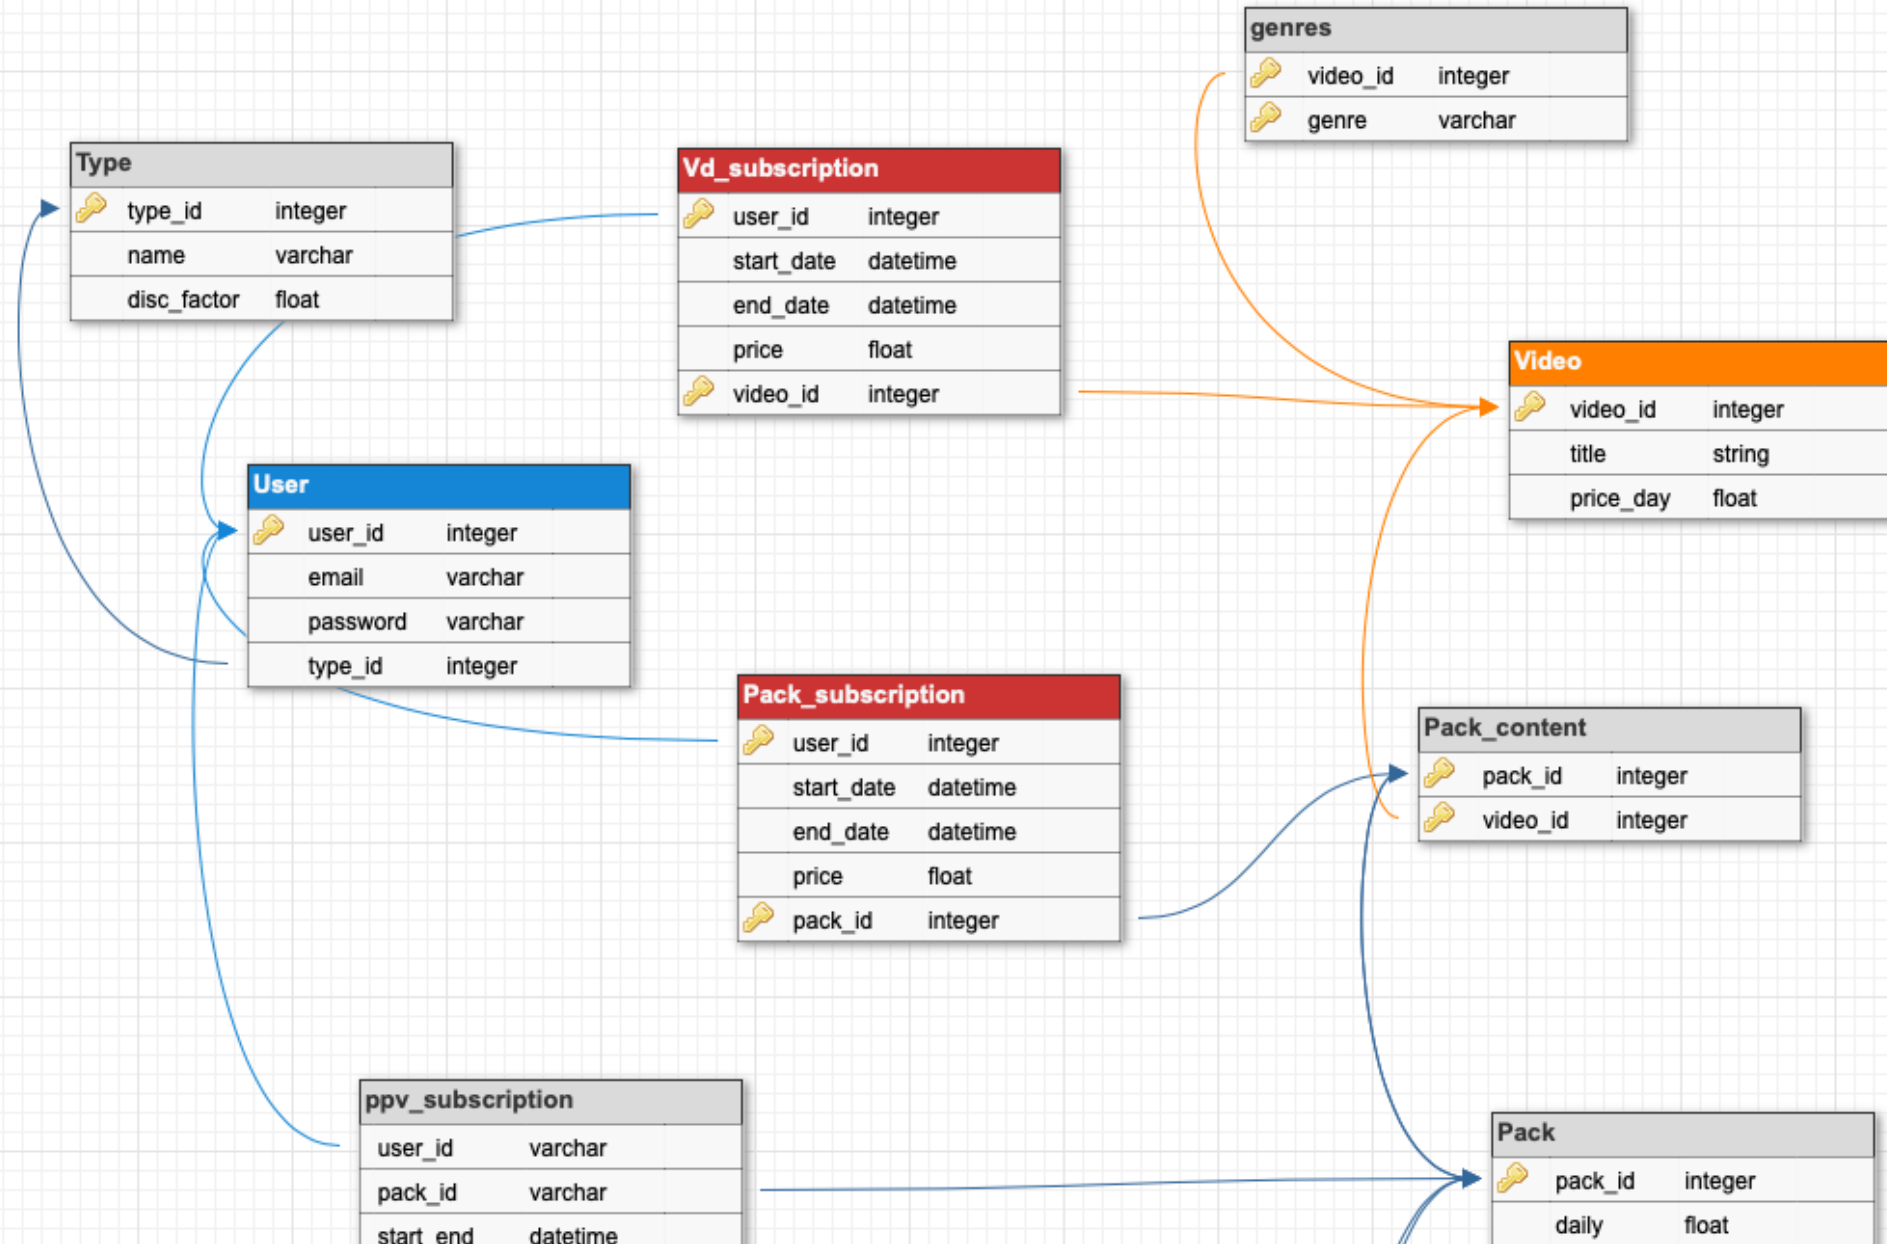 genres
video_id integer
genre varchar
Type
type_id integer
name varchar
disc_factor float
Vd_subscription
user_id integer
start_date datetime
end_date datetime
price float
video_id integer
Video
video_id integer
title string
price_day float
User
user_id integer
email varchar
password varchar
type_id integer
Pack_subscription
user_id integer
start_date datetime
end_date datetime
price float
pack_id integer
Pack_content
pack_id integer
video_id integer
ppv_subscription
user_id varchar
pack_id varchar
start_end datetime
Pack
pack_id integer
daily float